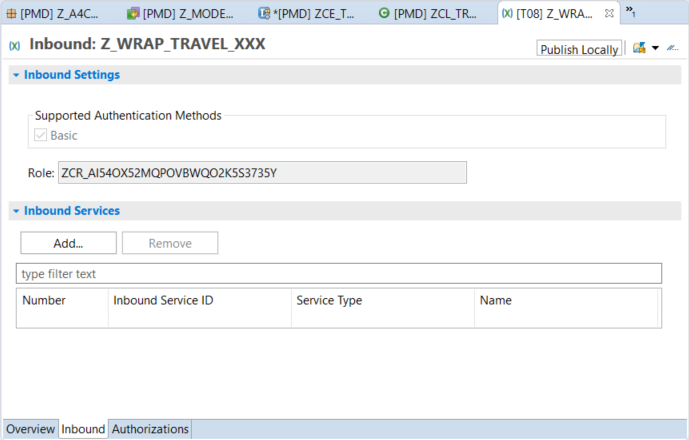 [PMD] Z_A4C... [PMD] Z_MODE... *[PMD] ZCE_T... [PMD] ZCL_TR... [T08] Z_WRA... »1
Inbound: Z_WRAP_TRAVEL_XXX Publish Locally
Inbound Settings
Supported Authentication Methods
Basic
Role: ZCR_AI54OX52MQPOVBWQO2K5S3735Y
Inbound Services
Add... Remove
type filter text
Number Inbound Service ID Service Type Name
Overview Inbound Authorizations